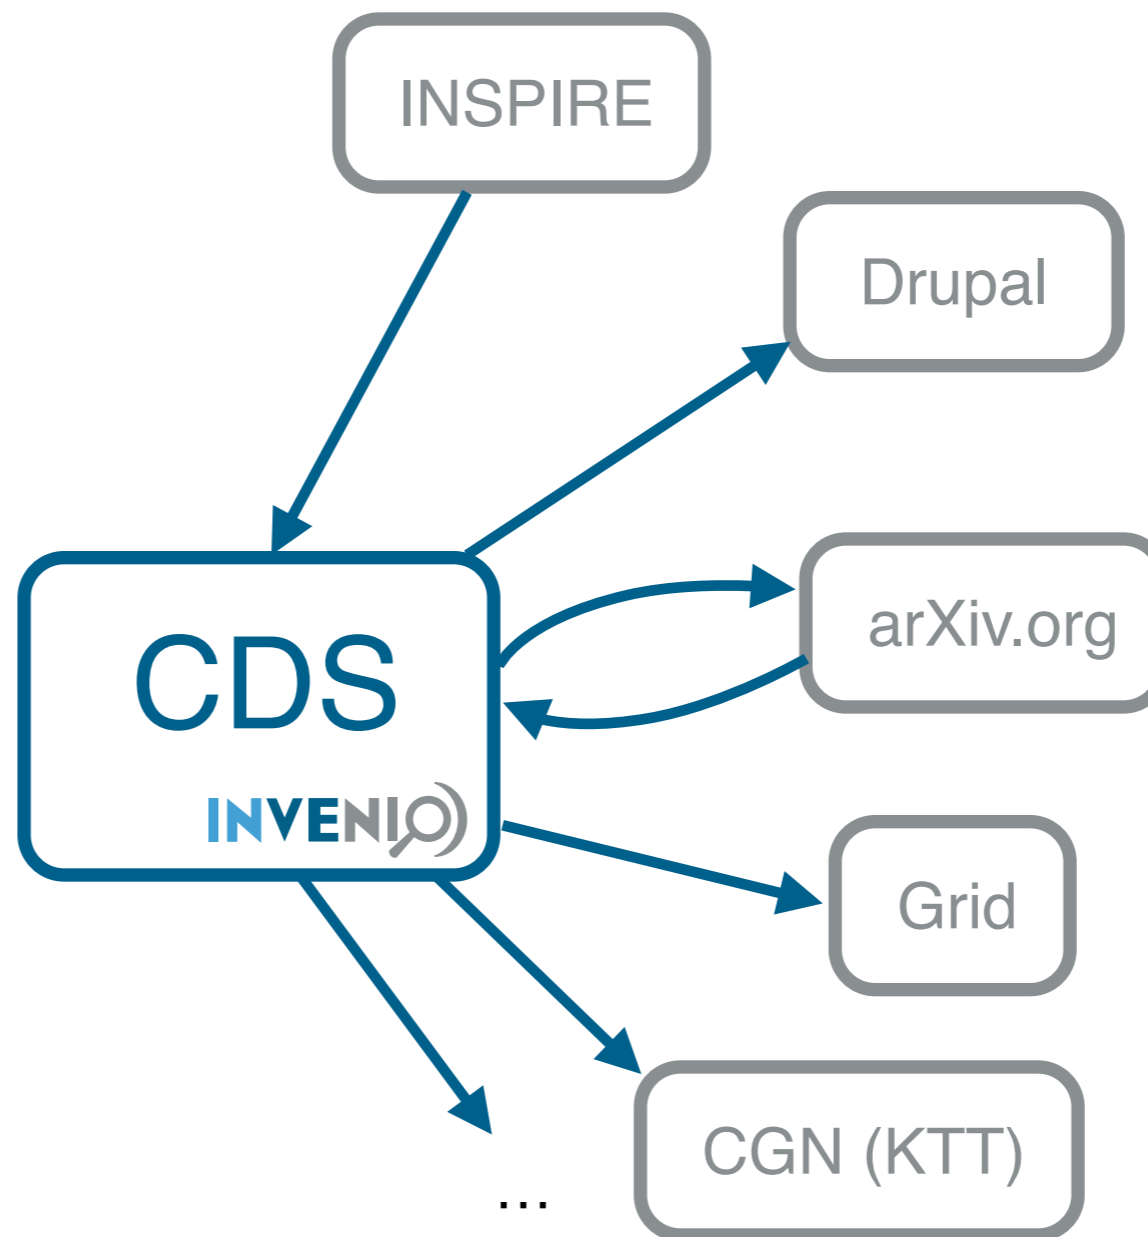 INSPIRE
Drupal
arXiv.org
CDS
INVENIO
Grid
CGN (KTT)
...